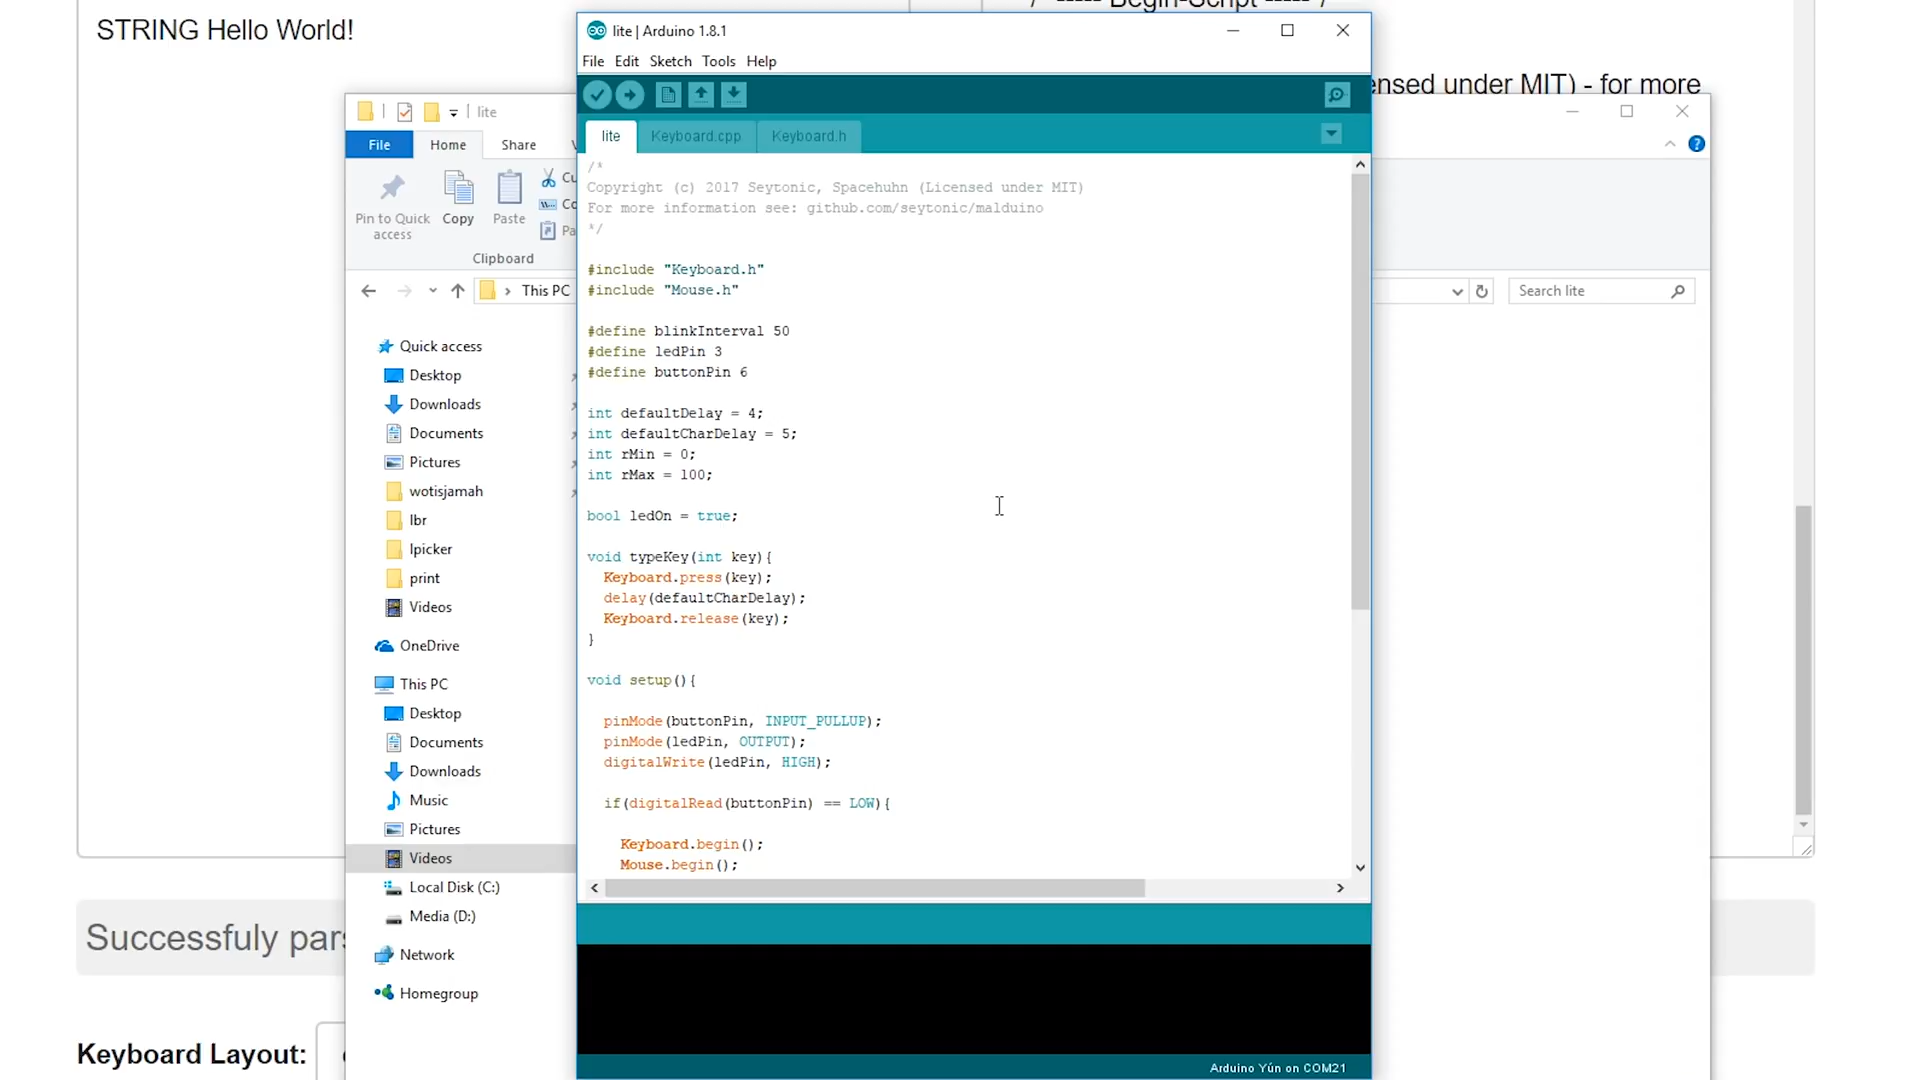 STRING Hello World!
Begin-Script
nsed under MIT) - for more
lite
File
Home
Share
Pin to Quick access
Copy
Paste
Clipboard
This PC
Search lite
Quick access
Desktop
Downloads
Documents
Pictures
wotisjamah
lbr
lpicker
print
Videos
OneDrive
This PC
Desktop
Documents
Downloads
Music
Pictures
Videos
Local Disk (C:)
Media (D:)
Network
Homegroup
lite | Arduino 1.8.1
File Edit Sketch Tools Help
lite Keyboard.cpp Keyboard.h
/*
Copyright (c) 2017 Seytonic, Spacehuhn (Licensed under MIT)
For more information see: github.com/seytonic/malduino
*/
#include "Keyboard.h"
#include "Mouse.h"
#define blinkInterval 50
#define ledPin 3
#define buttonPin 6
int defaultDelay = 4;
int defaultCharDelay = 5;
int rMin = 0;
int rMax = 100;
bool ledOn = true;
void typeKey(int key){
Keyboard.press(key);
delay(defaultCharDelay);
Keyboard.release(key);
}
void setup(){
pinMode(buttonPin, INPUT_PULLUP);
pinMode(ledPin, OUTPUT);
digitalWrite(ledPin, HIGH);
if(digitalRead(buttonPin) == LOW){
Keyboard.begin();
Mouse.begin();
Arduino Yún on COM21
Successfuly pars
Keyboard Layout: